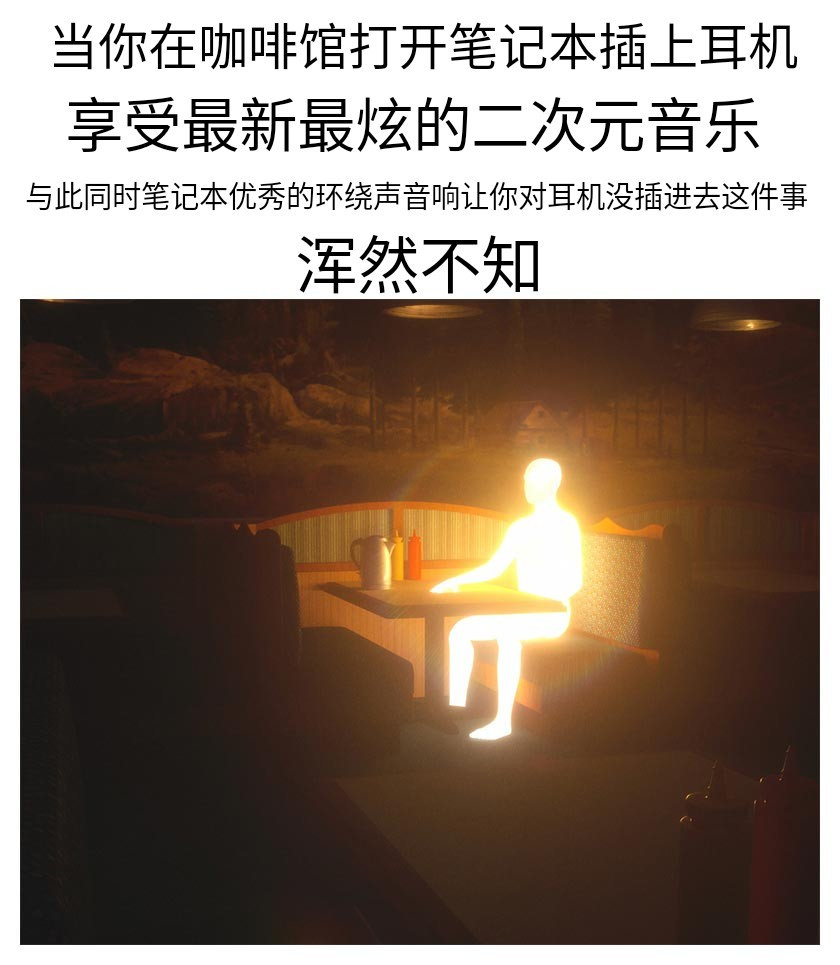 当你在咖啡馆打开笔记本插上耳机
享受最新最炫的二次元音乐
与此同时笔记本优秀的环绕声音响让你对耳机没插进去这件事
浑然不知